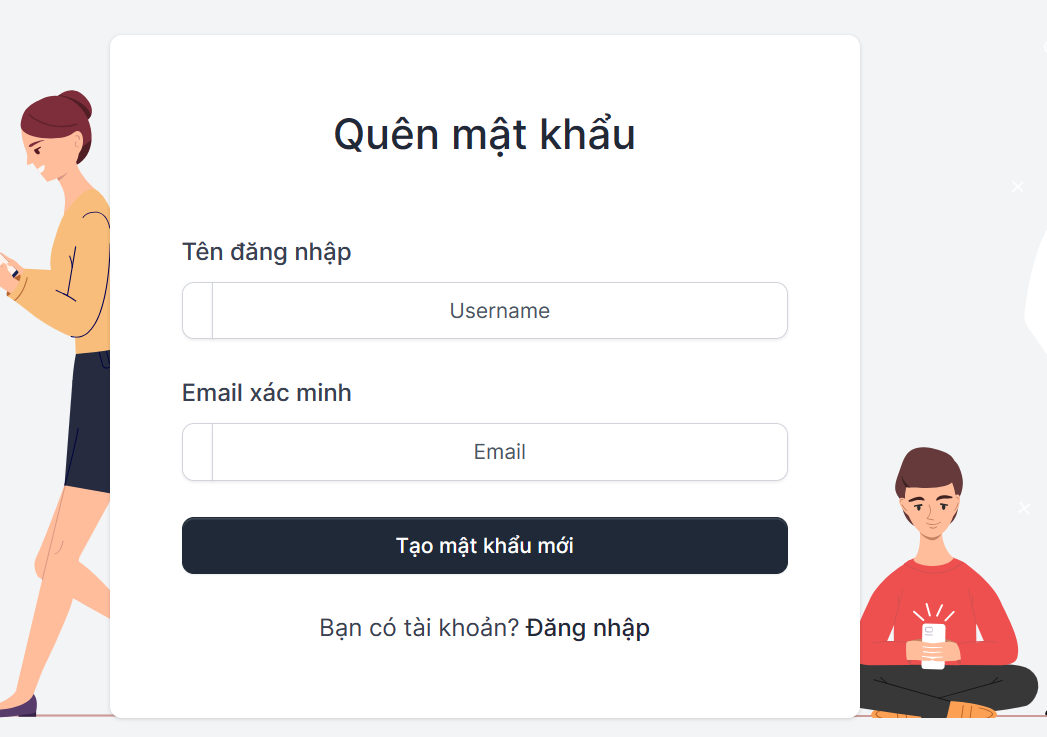 Quên mật khẩu
Tên đăng nhập
Username
Email xác minh
Email
Tạo mật khẩu mới
Bạn có tài khoản? Đăng nhập